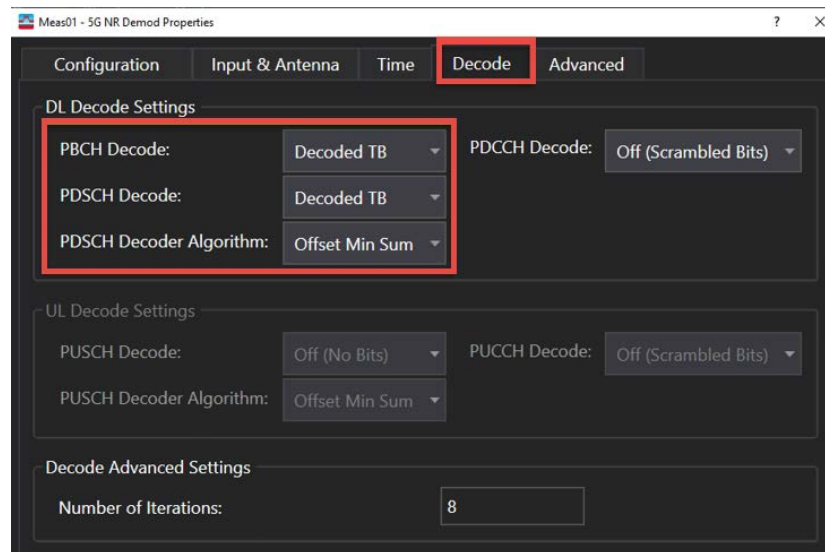 Meas01 - 5G NR Demod Properties ? ×
Configuration Input & Antenna Time Decode Advanced
DL Decode Settings
PBCH Decode: Decoded TB PDCCH Decode: Off (Scrambled Bits)
PDSCH Decode: Decoded TB
PDSCH Decoder Algorithm: Offset Min Sum
UL Decode Settings
PUSCH Decode: Off (No Bits) PUCCH Decode: Off (Scrambled Bits)
PUSCH Decoder Algorithm: Offset Min Sum
Decode Advanced Settings
Number of Iterations: 8